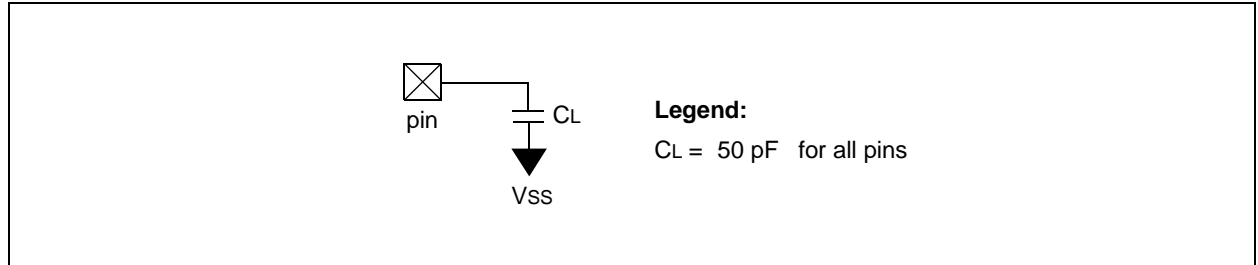 pin
CL
VSS
Legend:
CL = 50 pF for all pins